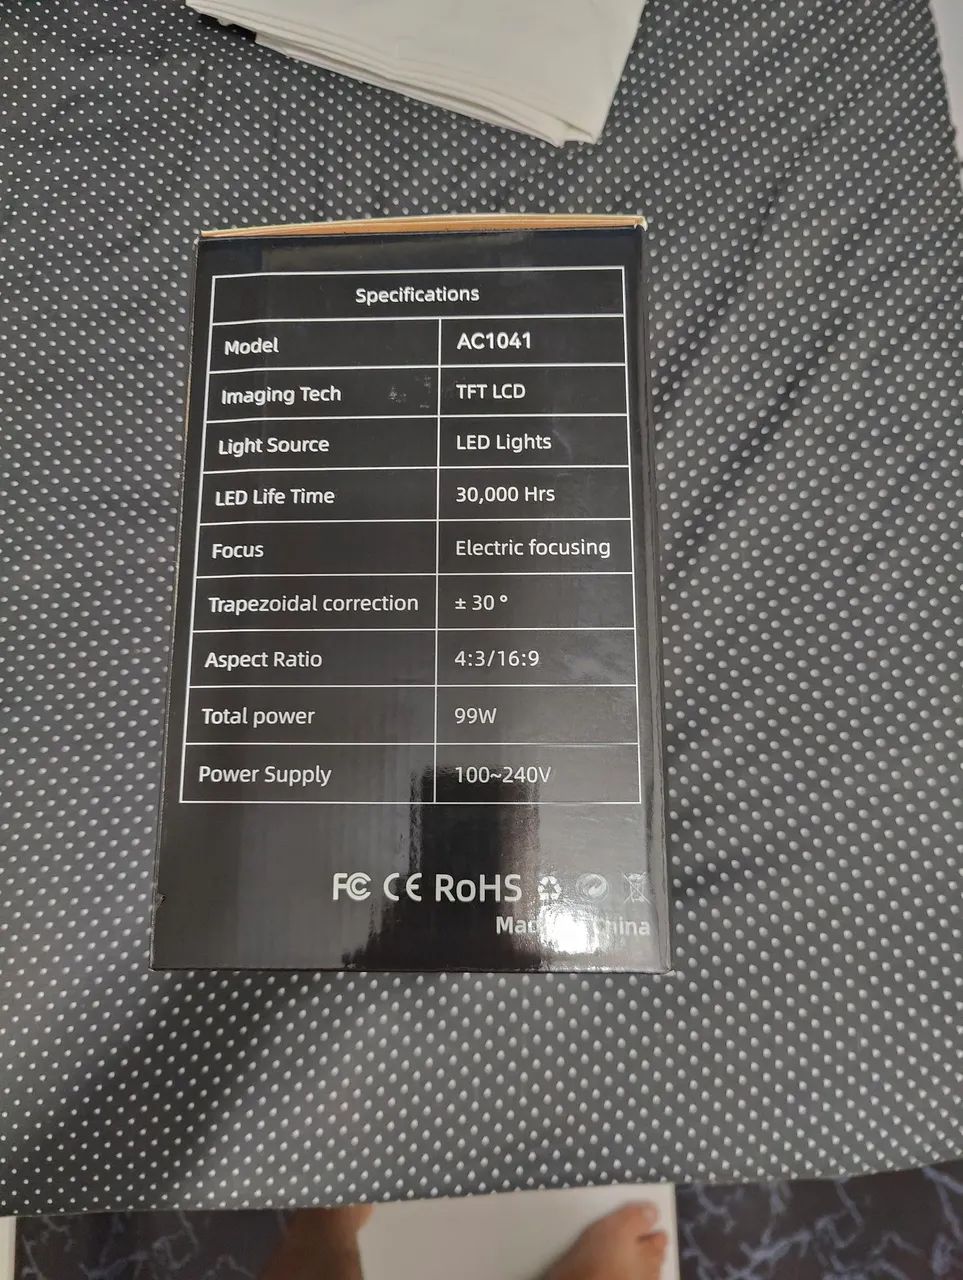 Specifications
Model AC1041
Imaging Tech TFT LCD
Light Source LED Lights
LED Life Time 30,000 Hrs
Focus Electric focusing
Trapezoidal correction ± 30 °
Aspect Ratio 4:3/16:9
Total power 99W
Power Supply 100~240V
FC CE RoHS
China